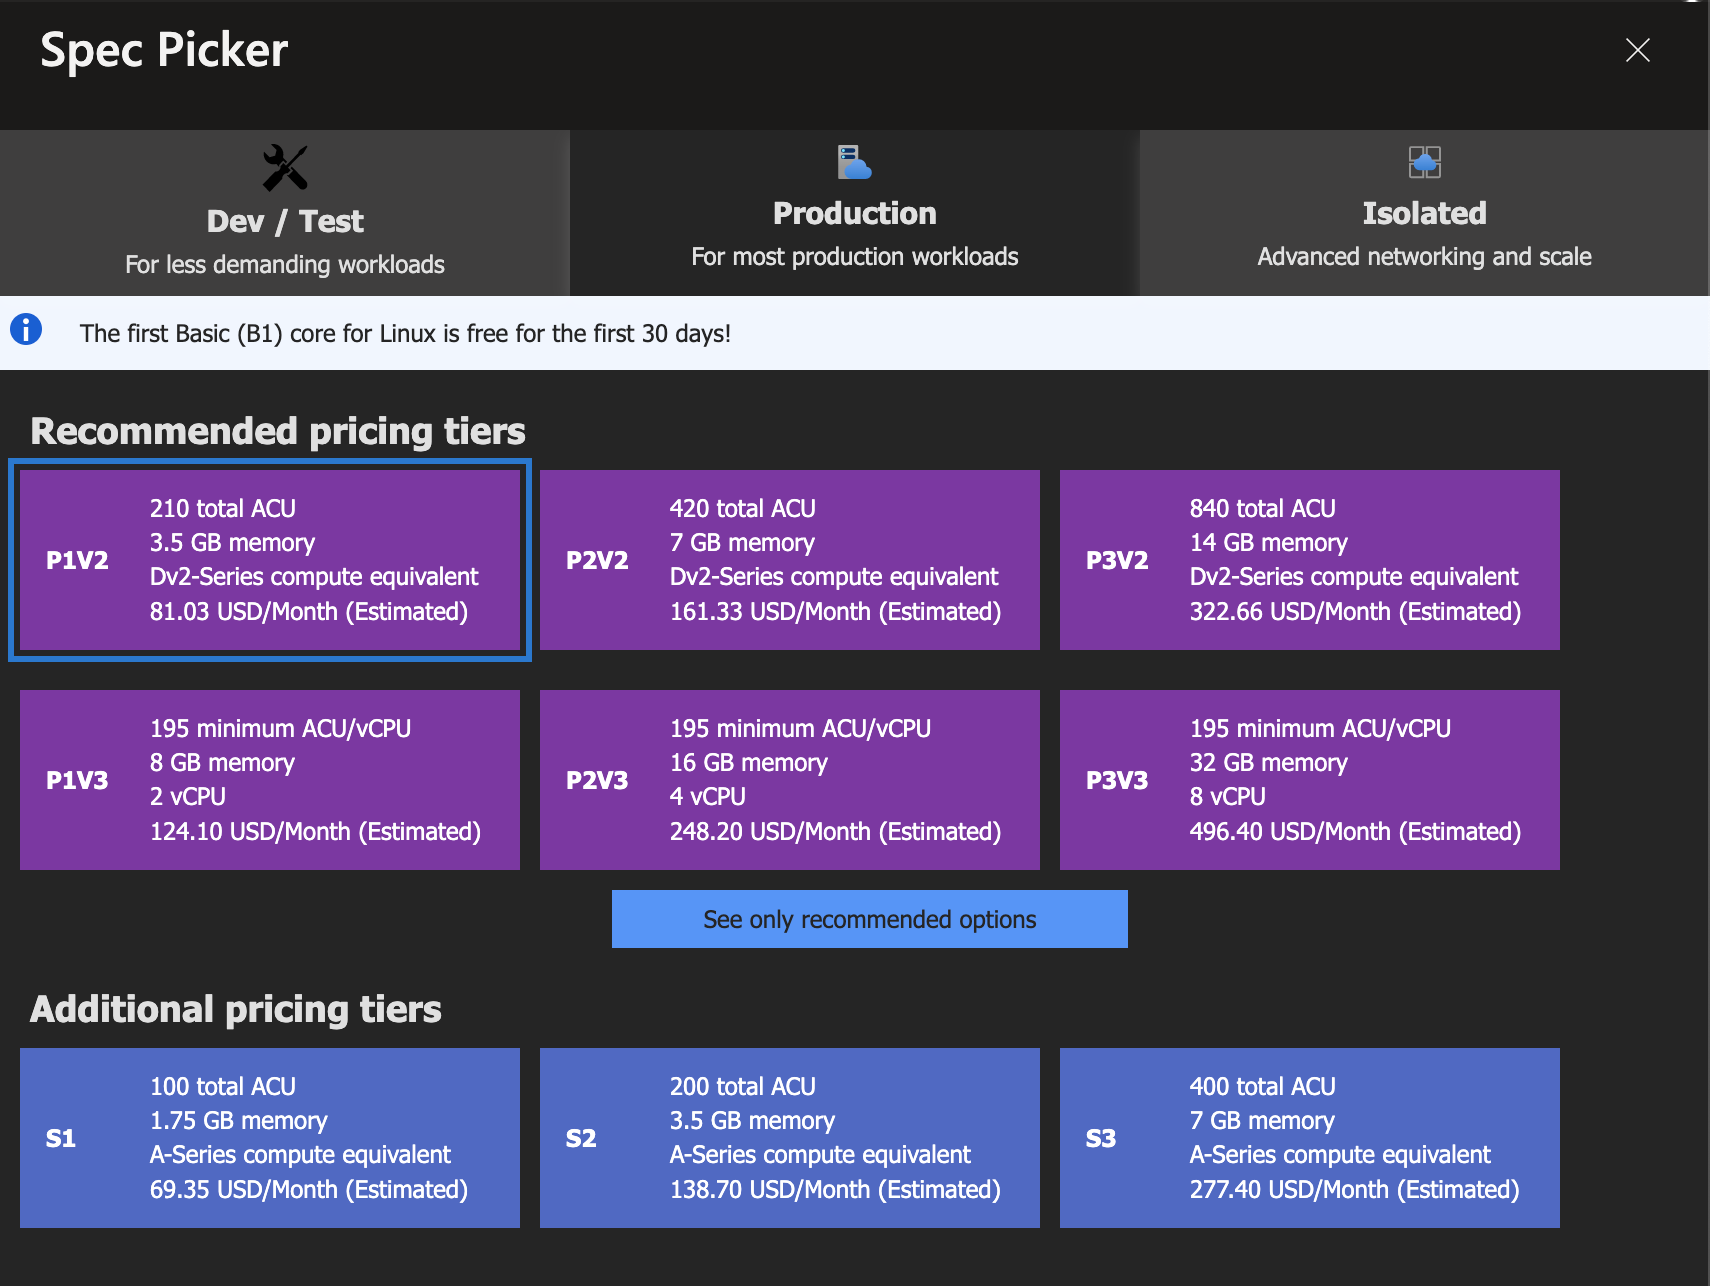 Spec Picker
Dev / Test
For less demanding workloads
Production
For most production workloads
Isolated
Advanced networking and scale
The first Basic (B1) core for Linux is free for the first 30 days!
Recommended pricing tiers
P1V2
210 total ACU
3.5 GB memory
Dv2-Series compute equivalent
81.03 USD/Month (Estimated)
P2V2
420 total ACU
7 GB memory
Dv2-Series compute equivalent
161.33 USD/Month (Estimated)
P3V2
840 total ACU
14 GB memory
Dv2-Series compute equivalent
322.66 USD/Month (Estimated)
P1V3
195 minimum ACU/vCPU
8 GB memory
2 vCPU
124.10 USD/Month (Estimated)
P2V3
195 minimum ACU/vCPU
16 GB memory
4 vCPU
248.20 USD/Month (Estimated)
P3V3
195 minimum ACU/vCPU
32 GB memory
8 vCPU
496.40 USD/Month (Estimated)
See only recommended options
Additional pricing tiers
S1
100 total ACU
1.75 GB memory
A-Series compute equivalent
69.35 USD/Month (Estimated)
S2
200 total ACU
3.5 GB memory
A-Series compute equivalent
138.70 USD/Month (Estimated)
S3
400 total ACU
7 GB memory
A-Series compute equivalent
277.40 USD/Month (Estimated)